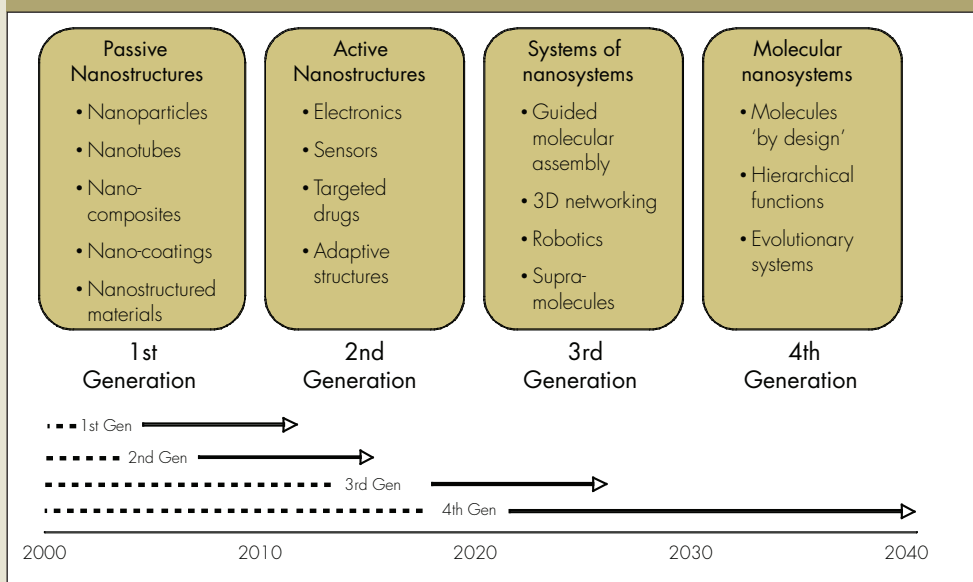 Passive
Nanostructures
• Nanoparticles
• Nanotubes
• Nano-
composites
• Nano-coatings
• Nanostructured
materials
Active
Nanostructures
• Electronics
• Sensors
• Targeted
drugs
• Adaptive
structures
Systems of
nanosystems
• Guided
molecular
assembly
• 3D networking
• Robotics
• Supra-
molecules
Molecular
nanosystems
• Molecules
‘by design’
• Hierarchical
functions
• Evolutionary
systems
1st
Generation
2nd
Generation
3rd
Generation
4th
Generation
1st Gen
2nd Gen
3rd Gen
4th Gen
2000 2010 2020 2030 2040